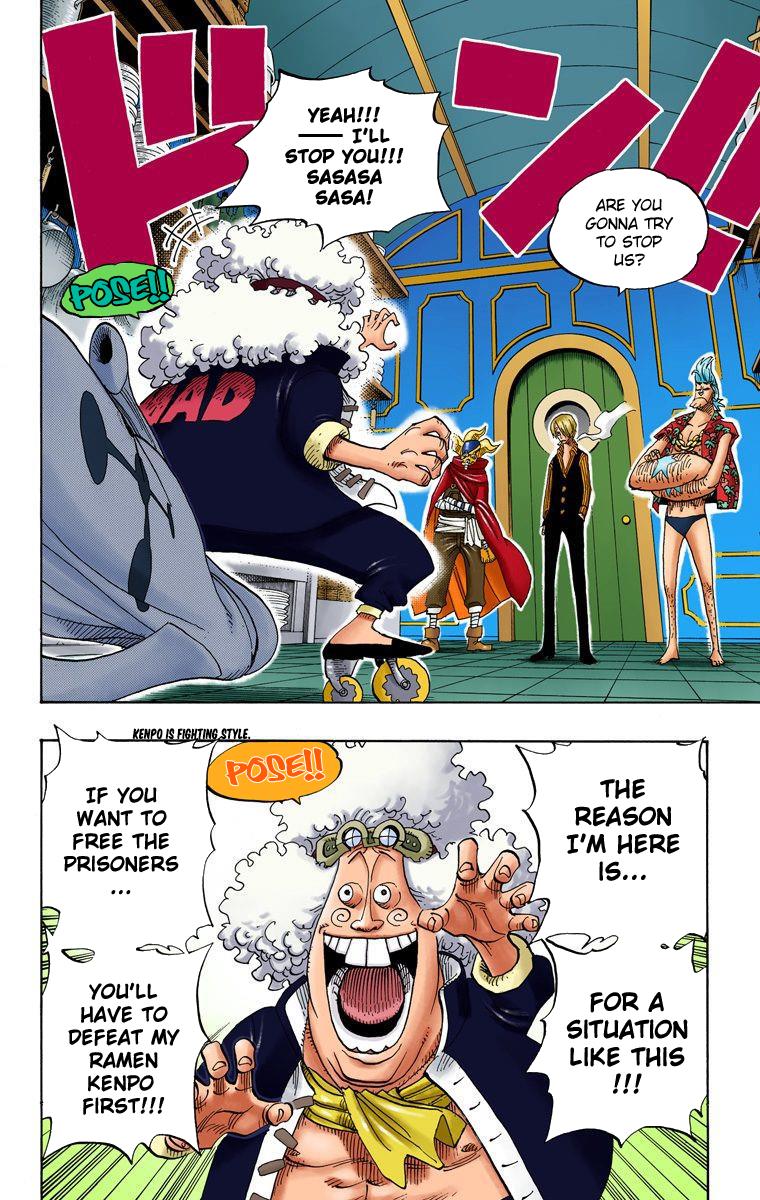 ドン!!
YEAH!!!
—— I'LL
STOP YOU!!!
SASASA
SASA!
ARE YOU
GONNA TRY
TO STOP
US?
POSE!!
MAD
KENPO IS FIGHTING STYLE.
POSE!!
THE
REASON
I'M HERE
IS...
IF YOU
WANT TO
FREE THE
PRISONERS
...
FOR A
SITUATION
LIKE THIS
!!!
YOU'LL
HAVE TO
DEFEAT MY
RAMEN
KENPO
FIRST!!!